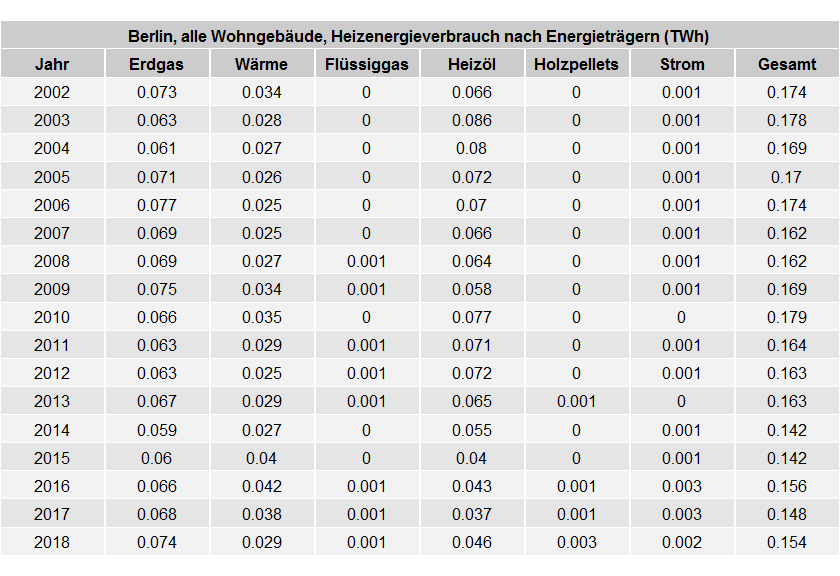 Berlin, alle Wohngebäude, Heizenergieverbrauch nach Energieträgern (TWh)
Jahr Erdgas Wärme Flüssiggas Heizöl Holzpellets Strom Gesamt
2002 0.073 0.034 0 0.066 0 0.001 0.174
2003 0.063 0.028 0 0.086 0 0.001 0.178
2004 0.061 0.027 0 0.08 0 0.001 0.169
2005 0.071 0.026 0 0.072 0 0.001 0.17
2006 0.077 0.025 0 0.07 0 0.001 0.174
2007 0.069 0.025 0 0.066 0 0.001 0.162
2008 0.069 0.027 0.001 0.064 0 0.001 0.162
2009 0.075 0.034 0.001 0.058 0 0.001 0.169
2010 0.066 0.035 0 0.077 0 0 0.179
2011 0.063 0.029 0.001 0.071 0 0.001 0.164
2012 0.063 0.025 0.001 0.072 0 0.001 0.163
2013 0.067 0.029 0.001 0.065 0.001 0 0.163
2014 0.059 0.027 0 0.055 0 0.001 0.142
2015 0.06 0.04 0 0.04 0 0.001 0.142
2016 0.066 0.042 0.001 0.043 0.001 0.003 0.156
2017 0.068 0.038 0.001 0.037 0.001 0.003 0.148
2018 0.074 0.029 0.001 0.046 0.003 0.002 0.154